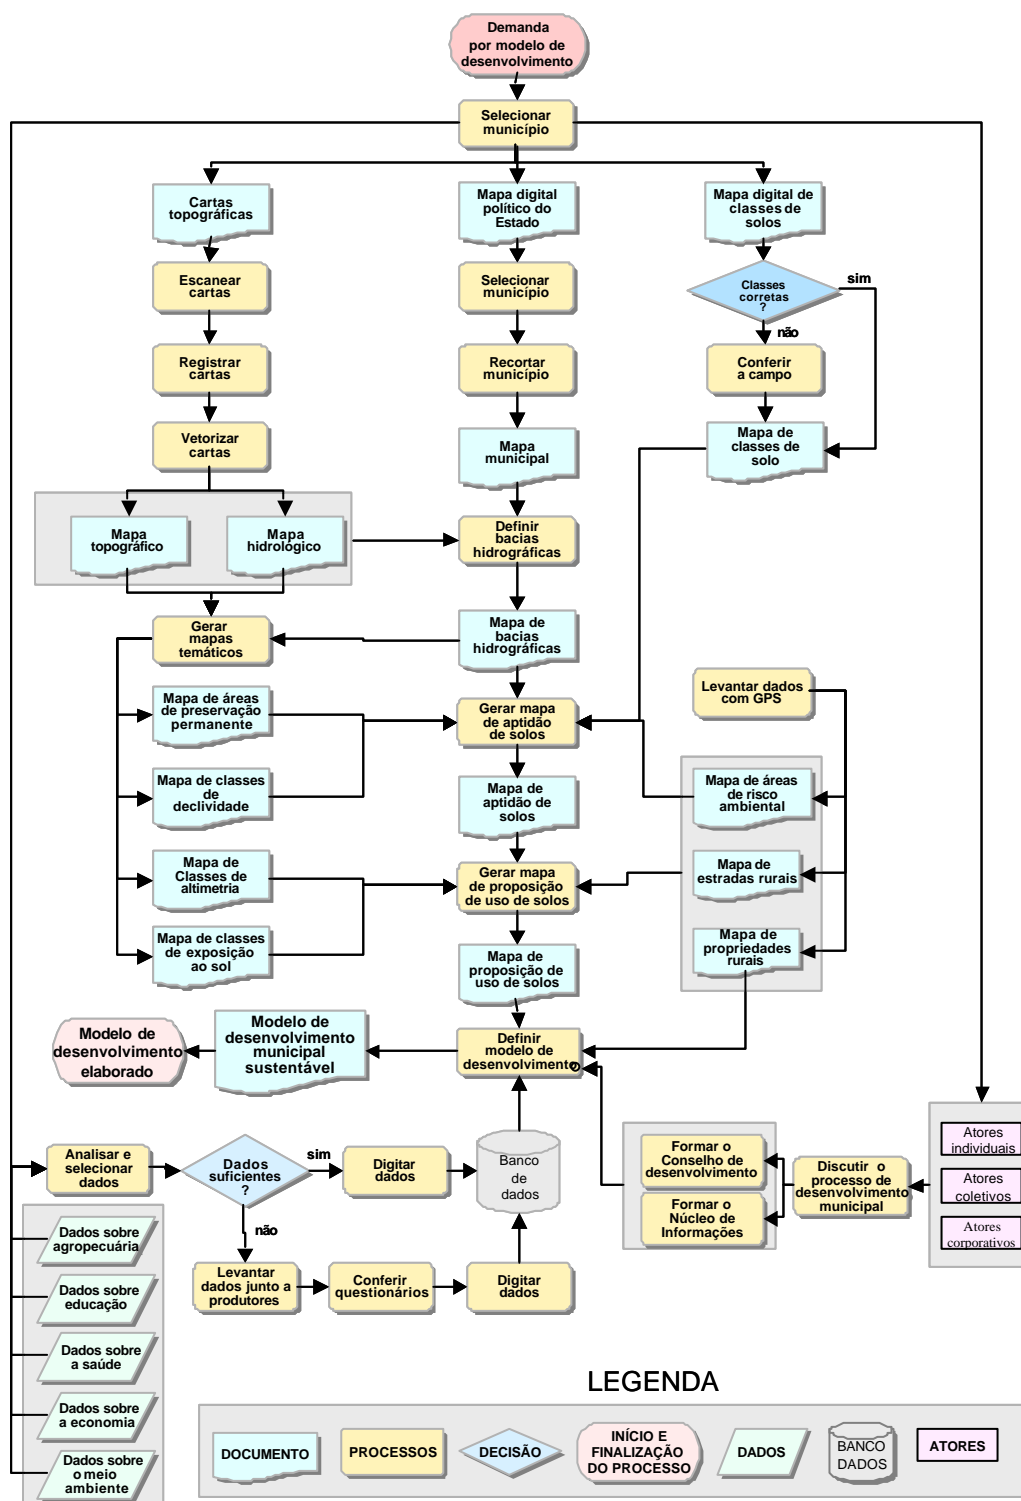 Demanda
por modelo de
desenvolvimento
Selecionar
município
Cartas
topográficas
Mapa digital
político do
Estado
Mapa digital de
classes de
solos
Escanear
cartas
Selecionar
município
Classes
corretas
?
sim
não
Registrar
cartas
Recortar
município
Conferir
a campo
Vetorizar
cartas
Mapa
municipal
Mapa de
classes de
solo
Mapa
topográfico
Mapa
hidrológico
Definir
bacias
hidrográficas
Gerar
mapas
temáticos
Mapa de
bacias
hidrográficas
Levantar dados
com GPS
Mapa de áreas
de preservação
permanente
Gerar mapa
de aptidão
de solos
Mapa de classes
de
declividade
Mapa de
aptidão de
solos
Mapa de áreas
de risco
ambiental
Mapa de
Classes de
altimetria
Gerar mapa
de proposição
de uso de solos
Mapa de
estradas rurais
Mapa de classes
de exposição
ao sol
Mapa de
proposição de
uso de solos
Mapa de
propriedades
rurais
Modelo de
desenvolvimento
elaborado
Modelo de
desenvolvimento
municipal
sustentável
Definir
modelo de
desenvolvimento
Analisar e
selecionar
dados
Dados
suficientes
?
sim
não
Digitar
dados
Banco
de
dados
Formar o
Conselho de
desenvolvimento
Formar o
Núcleo de
Informações
Discutir o
processo de
desenvolvimento
municipal
Atores
individuais
Atores
coletivos
Atores
corporativos
Dados sobre
agropecuária
Levantar
dados junto a
produtores
Conferir
questionários
Digitar
dados
Dados sobre
educação
Dados sobre
a saúde
Dados sobre
a economia
Dados sobre
o meio
ambiente
LEGENDA
DOCUMENTO
PROCESSOS
DECISÃO
INÍCIO E
FINALIZAÇÃO
DO PROCESSO
DADOS
BANCO
DADOS
ATORES